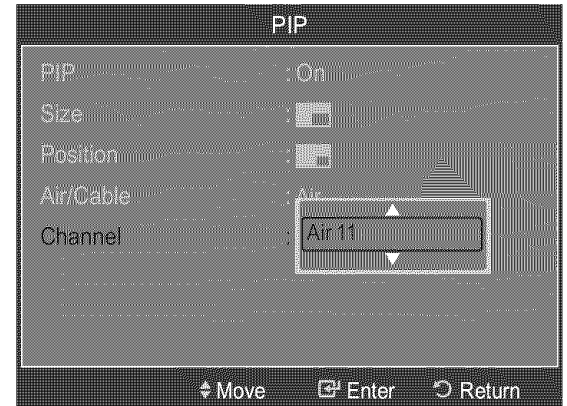 PIP
PIP : On
Size :
Position :
Air/Cable : Air
Channel : Air 11
Move Enter Return